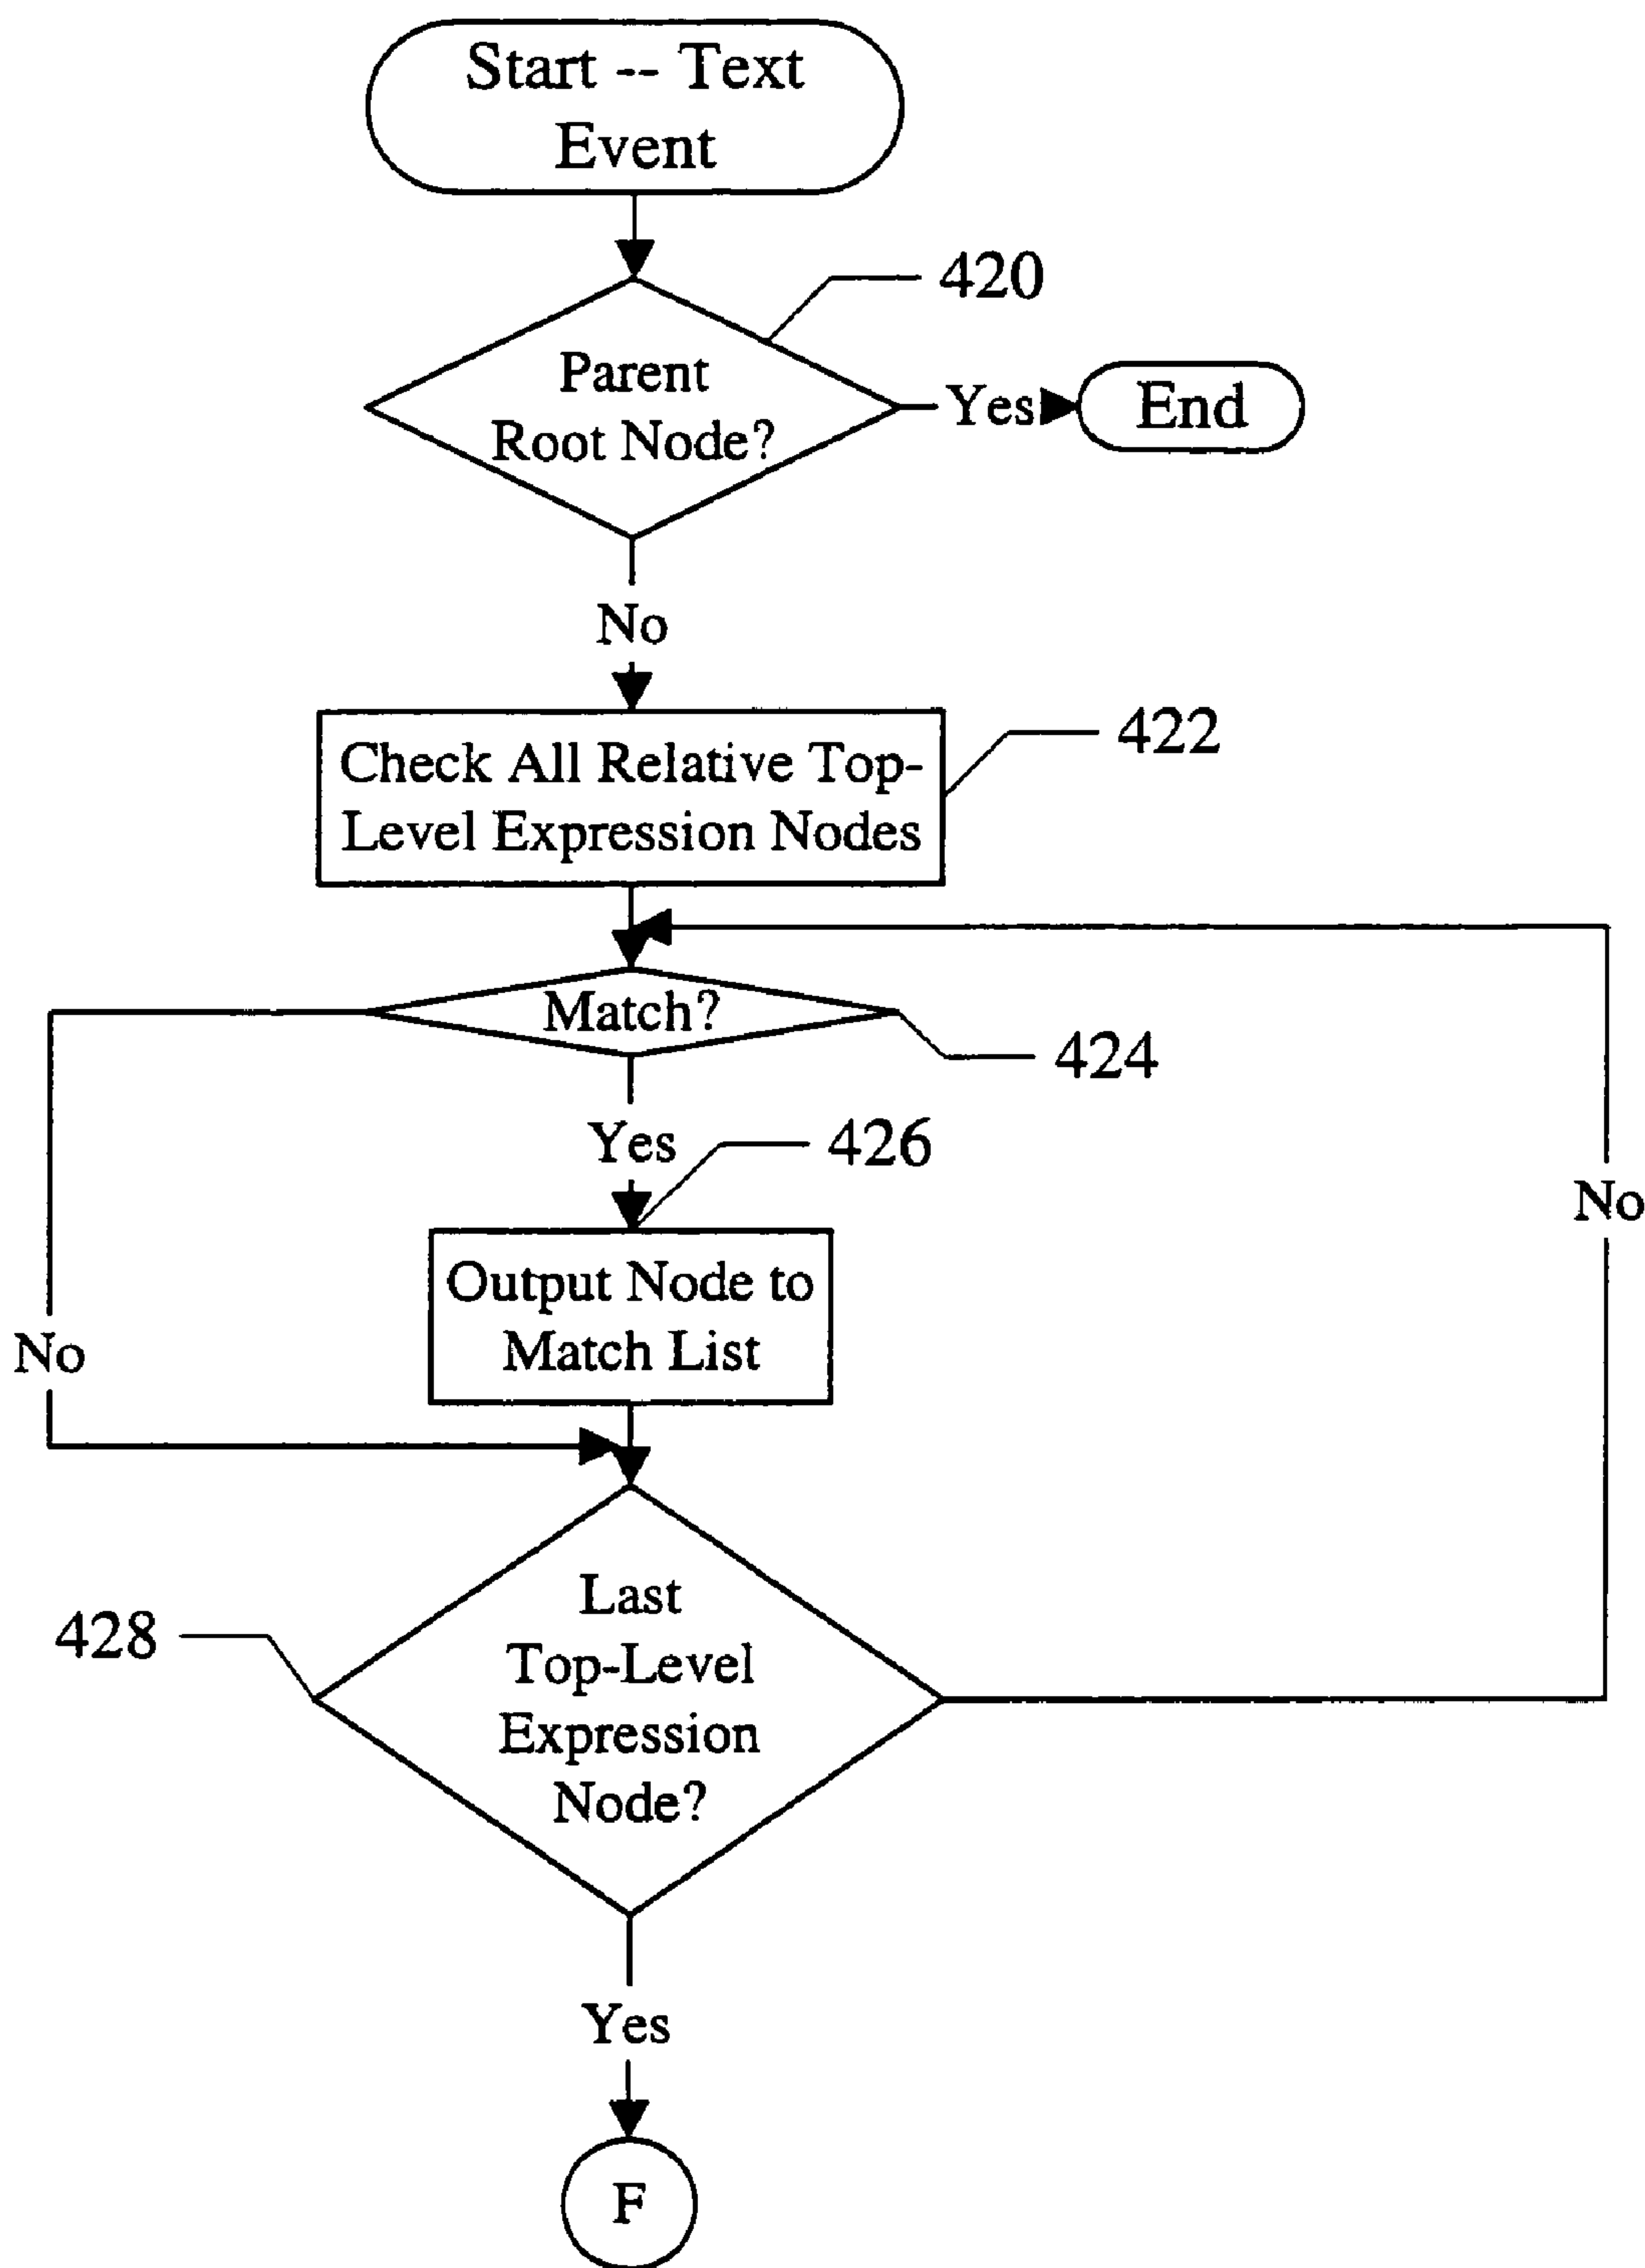 Start -- Text
Event
420
Parent
Root Node?
Yes
End
No
422
Check All Relative Top-
Level Expression Nodes
Match?
424
Yes
426
No
Output Node to
Match List
No
428
Last
Top-Level
Expression
Node?
Yes
F